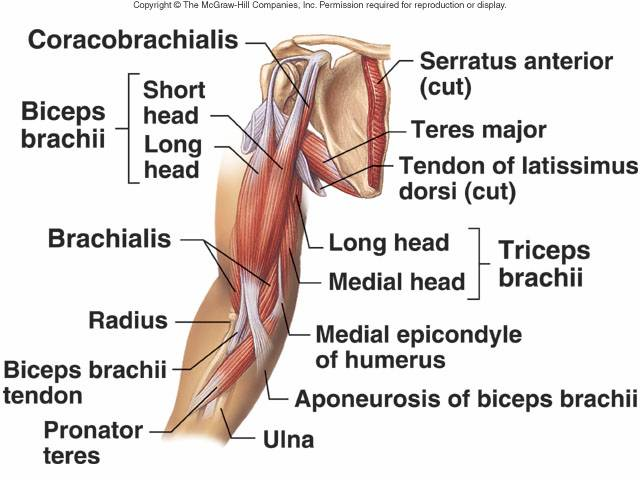 Copyright © The McGraw-Hill Companies, Inc. Permission required for reproduction or display.
Coracobrachialis
Biceps
brachii
Short
head
Long
head
Brachialis
Radius
Biceps brachii
tendon
Pronator
teres
Serratus anterior
(cut)
Teres major
Tendon of latissimus
dorsi (cut)
Long head
Medial head
Triceps
brachii
Medial epicondyle
of humerus
Aponeurosis of biceps brachii
Ulna